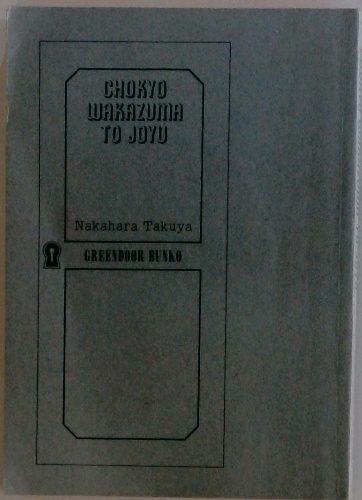 CHOKYO
WAKAZUMA
TO JOYU
Nakahara Takuya
GREENDOOR BUNKO